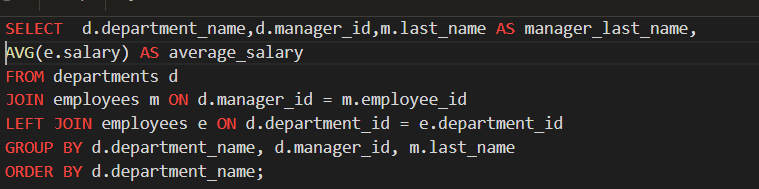 SELECT  d.department_name,d.manager_id,m.last_name AS manager_last_name,
AVG(e.salary) AS average_salary
FROM departments d
JOIN employees m ON d.manager_id = m.employee_id
LEFT JOIN employees e ON d.department_id = e.department_id
GROUP BY d.department_name, d.manager_id, m.last_name
ORDER BY d.department_name;